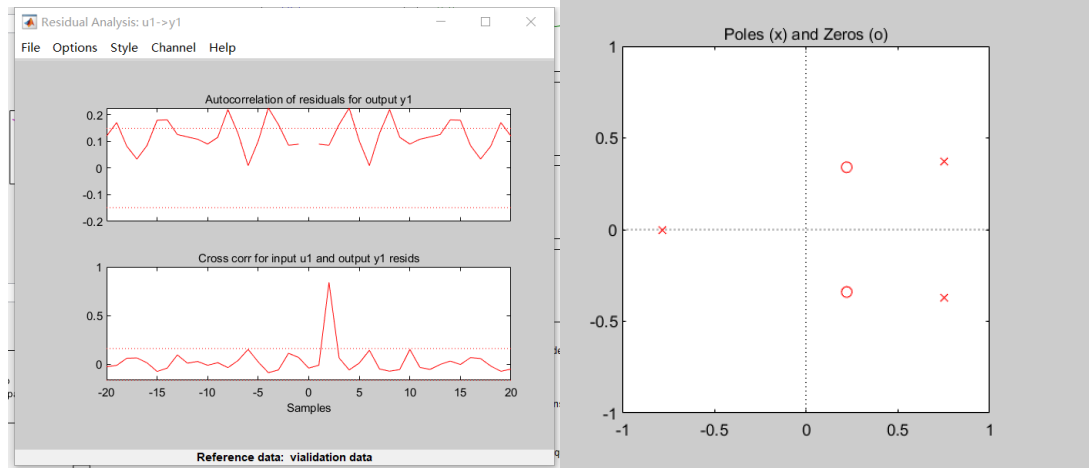 Residual Analysis: u1->y1
File Options Style Channel Help
Autocorrelation of residuals for output y1
0.2
0.1
0
-0.1
-0.2
Cross corr for input u1 and output y1 resids
1
0.5
0
-20 -15 -10 -5 0 5 10 15 20
Samples
Reference data: vialidation data
Poles (x) and Zeros (o)
1
0.5
0
-0.5
-1
-1 -0.5 0 0.5 1